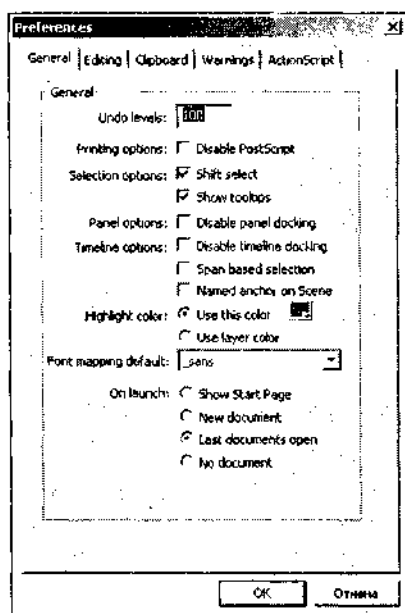 Preferences
General Editing Clipboard Warnings ActionScript
General
Undo levels: 100
Printing options: Disable PostScript
Selection options: Shift select
Show tooltips
Panel options: Disable panel docking
Timeline options: Disable timeline docking
Span based selection
Named anchor on Scene
Highlight color: Use this color
Use layer color
Font mapping default: _sans
On launch: Show Start Page
New document
Last documents open
No document
OK Отмена